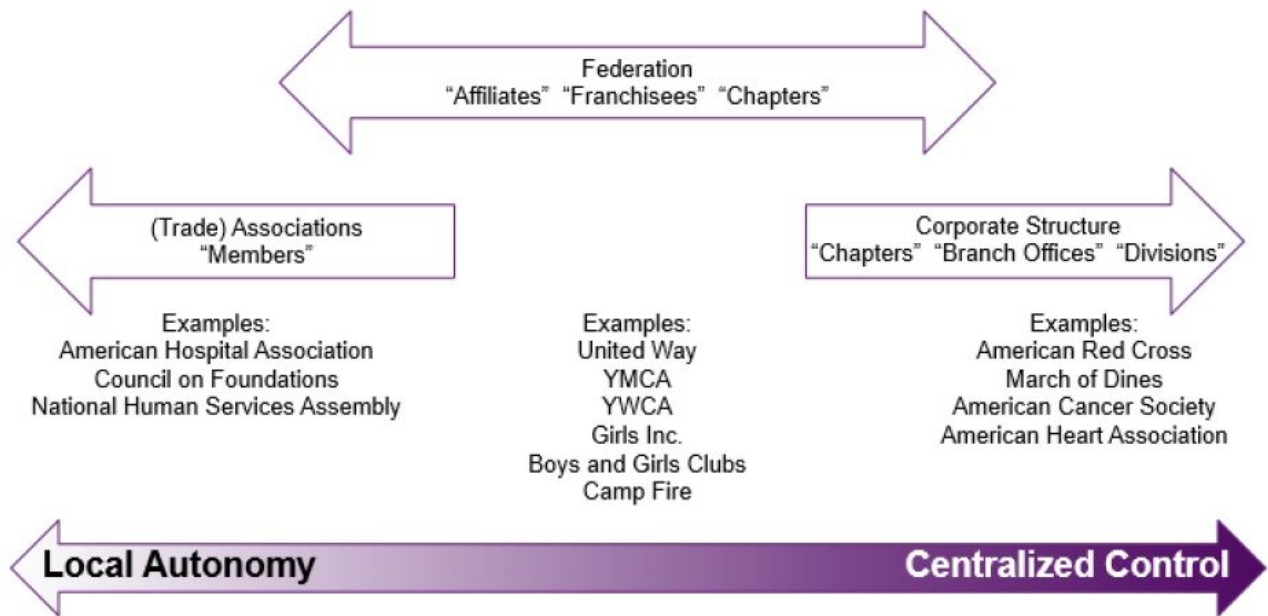 Federation
“Affiliates” “Franchisees” “Chapters”
(Trade) Associations
“Members”
Corporate Structure
“Chapters” “Branch Offices” “Divisions”
Examples:
American Hospital Association
Council on Foundations
National Human Services Assembly
Examples:
United Way
YMCA
YWCA
Girls Inc.
Boys and Girls Clubs
Camp Fire
Examples:
American Red Cross
March of Dines
American Cancer Society
American Heart Association
Local Autonomy
Centralized Control